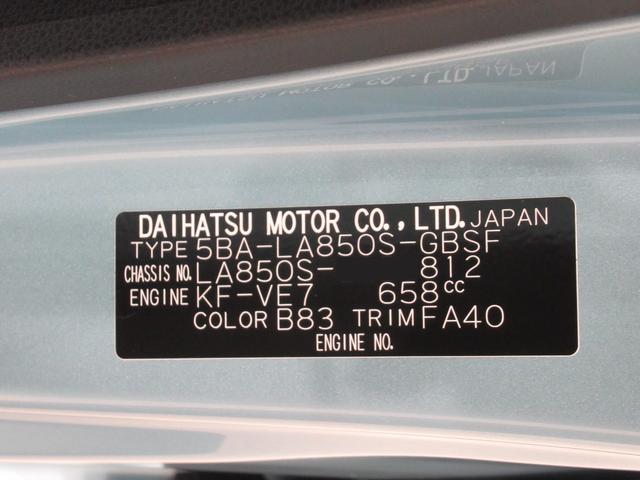 DAIHATSU MOTOR CO.,LTD. JAPAN
TYPE 5BA-LA850S-GBSF
CHASSIS NO. LA850S- 812
ENGINE KF-VE7 658cc
COLOR B83 TRIM FA40
ENGINE NO.